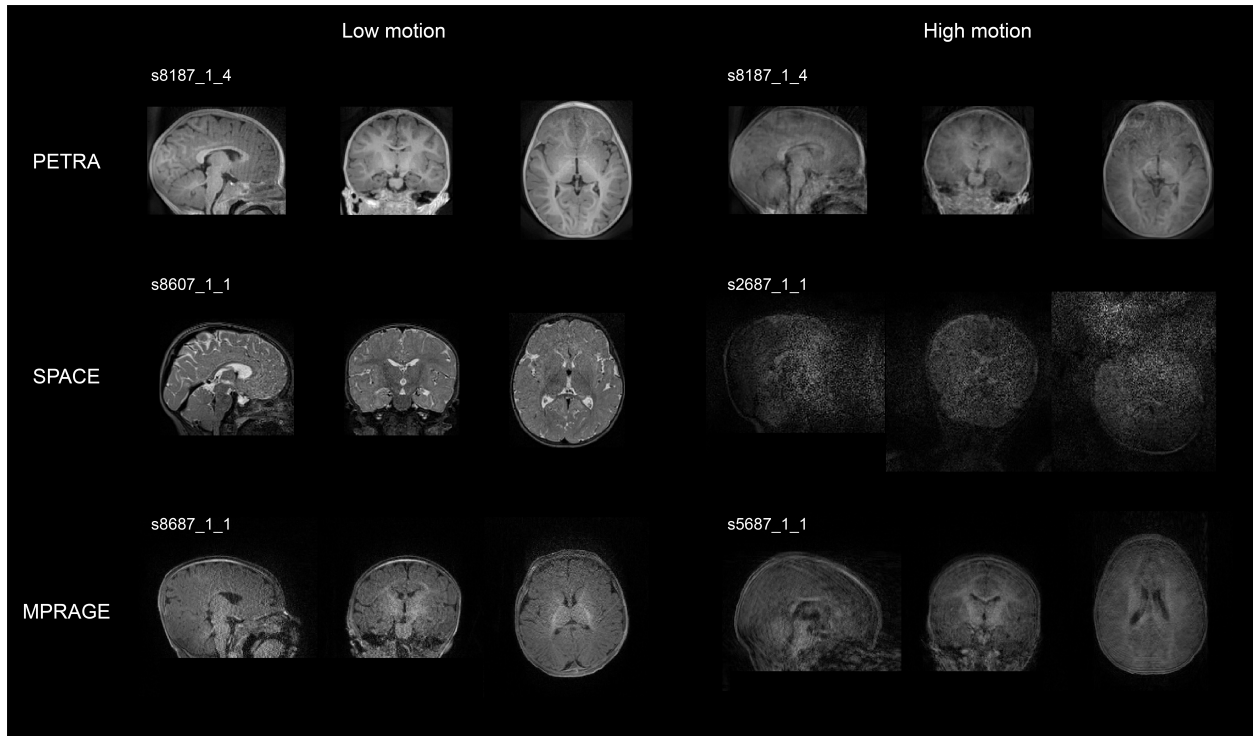 Low motion
High motion
s8187_1_4
s8187_1_4
PETRA
s8607_1_1
s2687_1_1
SPACE
s8687_1_1
s5687_1_1
MPRAGE